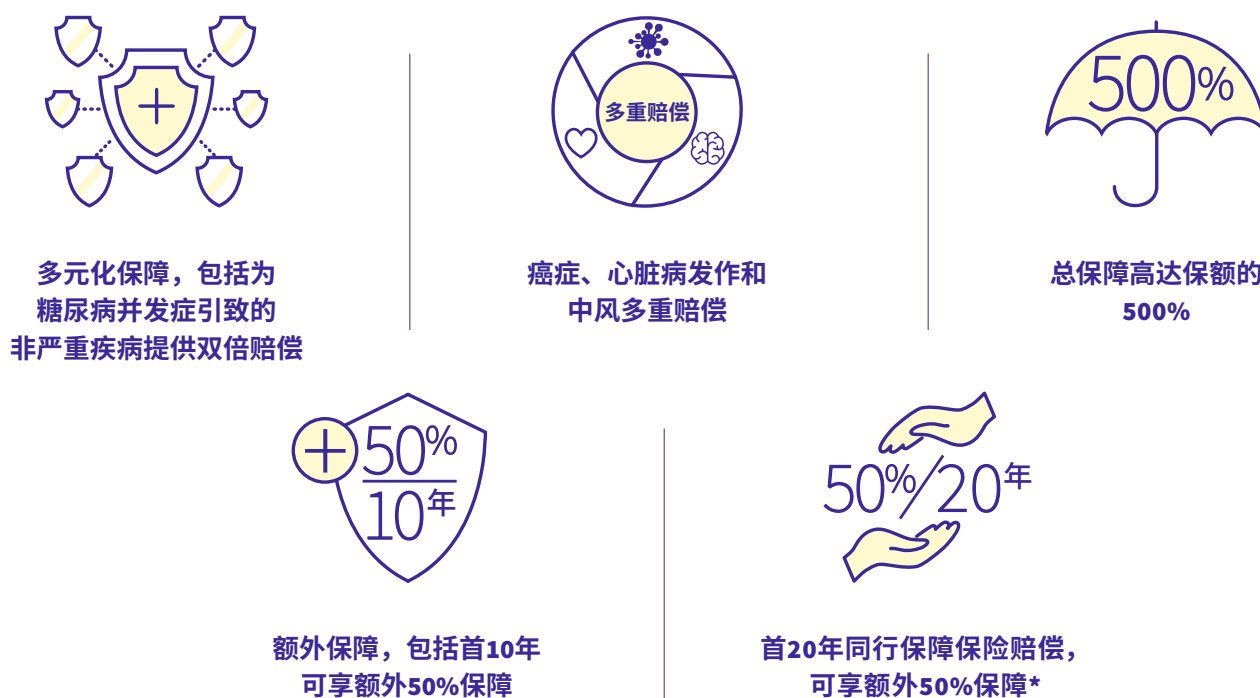 多重赔偿
500%
多元化保障，包括为
糖尿病并发症引致的
非严重疾病提供双倍赔偿
癌症、心脏病发作和
中风多重赔偿
总保障高达保额的
500%
50%
10年
50%/20年
额外保障，包括首10年
可享额外50%保障
首20年同行保障保险赔偿，
可享额外50%保障*